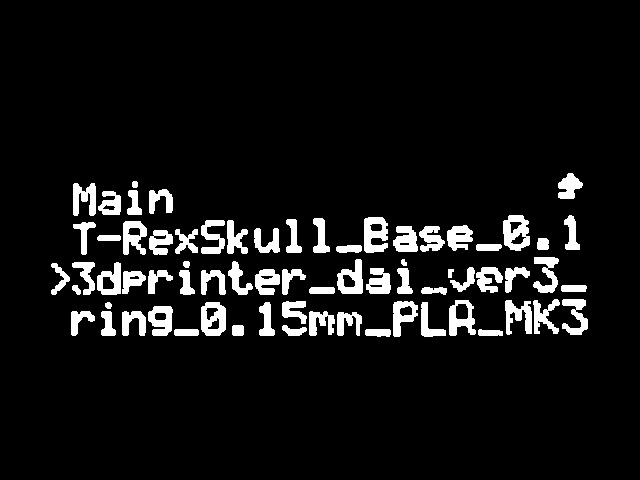 Main
T-RexSkull_Base_0.1
>3dprinter_dai_ver3_
ring_0.15mm_PLA_MK3